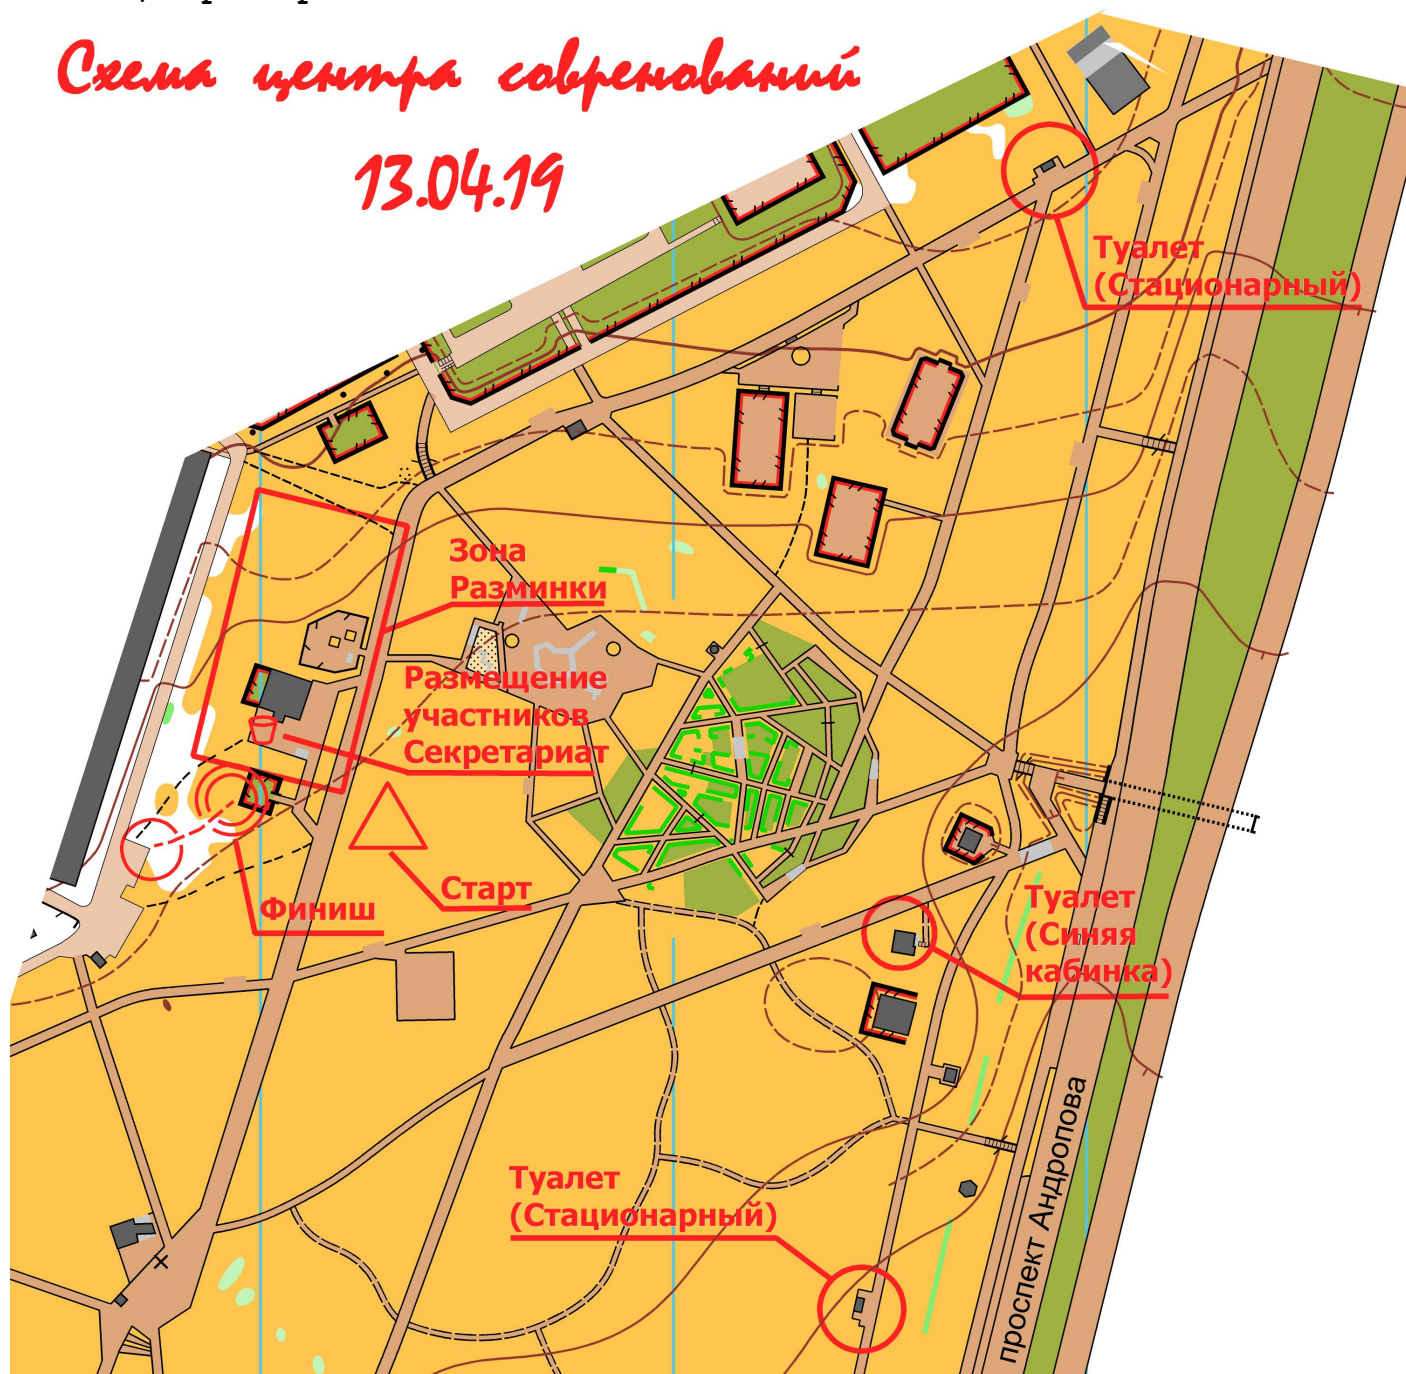 Схема центра совренований
13.04.19
Туалет
(Стационарный)
Зона
Разминки
Размещение
участников
Секретариат
Старт
Финиш
Туалет
(Синяя
кабинка)
Туалет
(Стационарный)
проспект Андропова